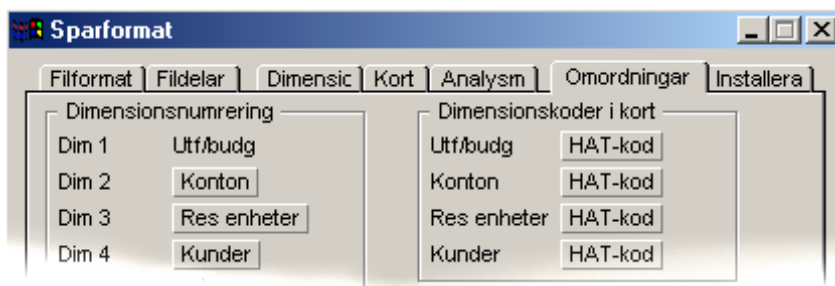 Sparformat
Filformat Fildelar Dimensic Kort Analysm Omordningar Installera
Dimensionsnumrering Dimensionskoder i kort
Dim 1 Utf/budg Utf/budg HAT-kod
Dim 2 Konton Konton HAT-kod
Dim 3 Res enheter Res enheter HAT-kod
Dim 4 Kunder Kunder HAT-kod